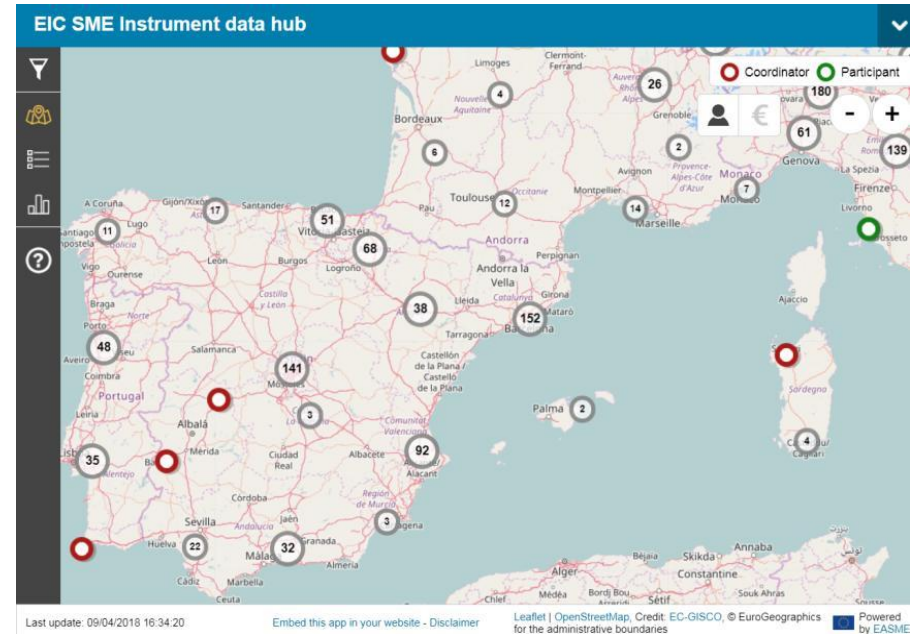 EIC SME Instrument data hub
Coordinator Participant
Limoges
Clermont-
Ferrand
4
26
180
Nouvelle
Aquitaine
Grenoble
€
-
+
Bordeaux
61
139
6
2
Genova
La Spezia
Avignon
Provence-
Alpes-Côte
d'Azur
Monaco
7
Firenze
Livorno
A Coruña
Gijón/Xixón
Santander
Toulouse
Occitanie
Montpellier
Pau
12
14
Marseille
17
51
11
Lugo
68
Andorra
Perpignan
Vigo
Ourense
León
Burgos
Logroño
Andorra la
Vella
Ajaccio
Braga
Norte
Castilla
y León
38
Lleida
Catalunya
Girona
Mataró
152
Porto
Tarragona
48
Salamanca
Aveiro
Coimbra
141
Castellón
de la Plana /
Castelló
de la Plana
Sardegna
Portugal
Leiria
3
Palma
2
Albalá
Comunitat
Valenciana
4
Cagliari
35
Mérida
Ciudad
Real
Albacete
92
Alentejo
Alacant
Córdoba
Región
de Murcia
Sevilla
Jaén
3
Huelva
22
Andalucía
32
Granada
Almería
Béjaïa
Skikda
Annaba
Cádiz
Marbella
Alger
Constantine
Ceuta
Chlef
Médéa
Bordj Bou
Sétif
Souk Ahras
Last update: 09/04/2018 16:34:20
Embed this app in your website - Disclaimer
Leaflet | OpenStreetMap, Credit: EC-GISCO, © EuroGeographics
for the administrative boundaries
Powered
by EASME